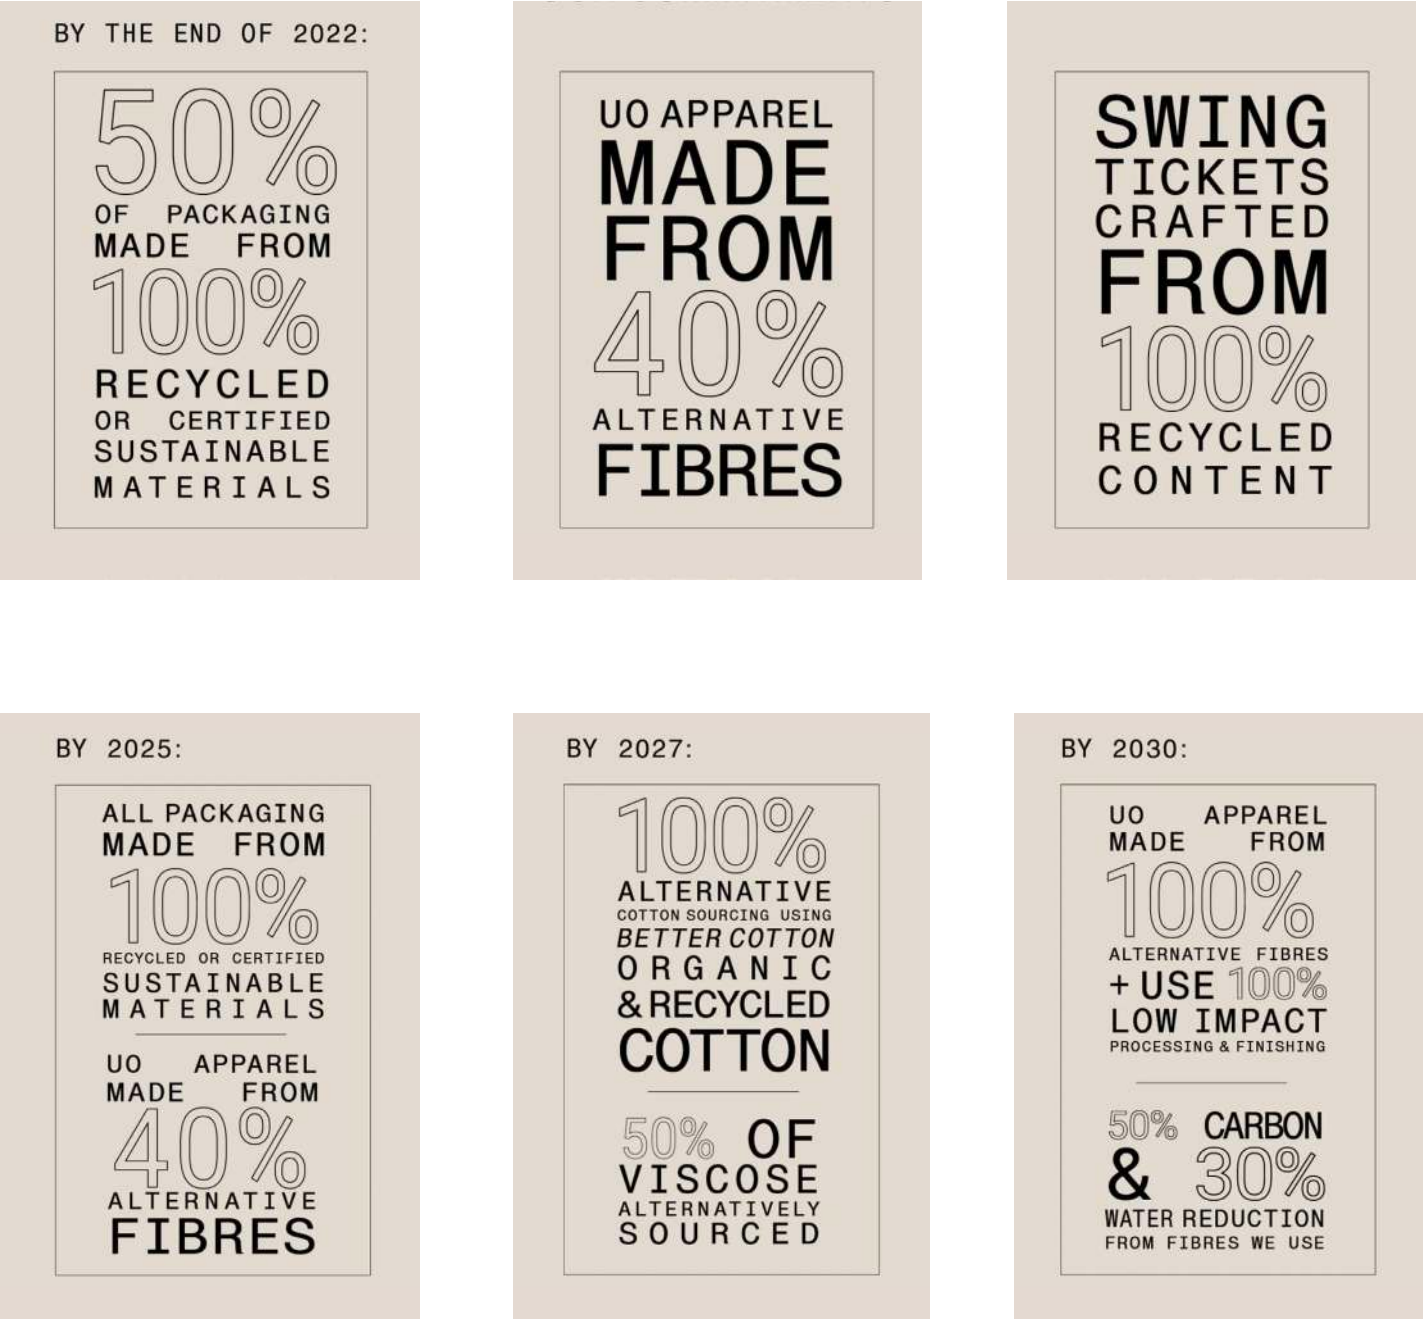 BY THE END OF 2022:
50%
OF PACKAGING
MADE FROM
100%
RECYCLED
OR CERTIFIED
SUSTAINABLE
MATERIALS
UO APPAREL
MADE
FROM
40%
ALTERNATIVE
FIBRES
SWING
TICKETS
CRAFTED
FROM
100%
RECYCLED
CONTENT
BY 2025:
ALL PACKAGING
MADE FROM
100%
RECYCLED OR CERTIFIED
SUSTAINABLE
MATERIALS
UO APPAREL
MADE FROM
40%
ALTERNATIVE
FIBRES
BY 2027:
100%
ALTERNATIVE
COTTON SOURCING USING
BETTER COTTON
ORGANIC
& RECYCLED
COTTON
50% OF
VISCOSE
ALTERNATIVELY
SOURCED
BY 2030:
UO APPAREL
MADE FROM
100%
ALTERNATIVE FIBRES
+ USE 100%
LOW IMPACT
PROCESSING & FINISHING
50% CARBON
& 30%
WATER REDUCTION
FROM FIBRES WE USE